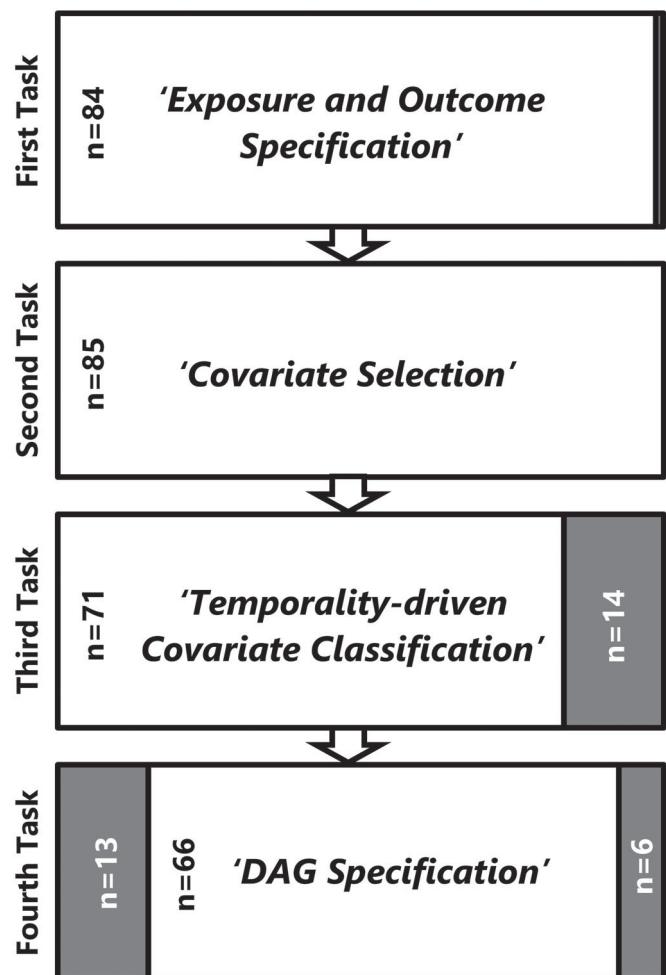 First Task
n=84
‘Exposure and Outcome
Specification’
Second Task
n=85
‘Covariate Selection’
Third Task
n=71
‘Temporality-driven
Covariate Classification’
n=14
Fourth Task
n=13
n=66
‘DAG Specification’
n=6